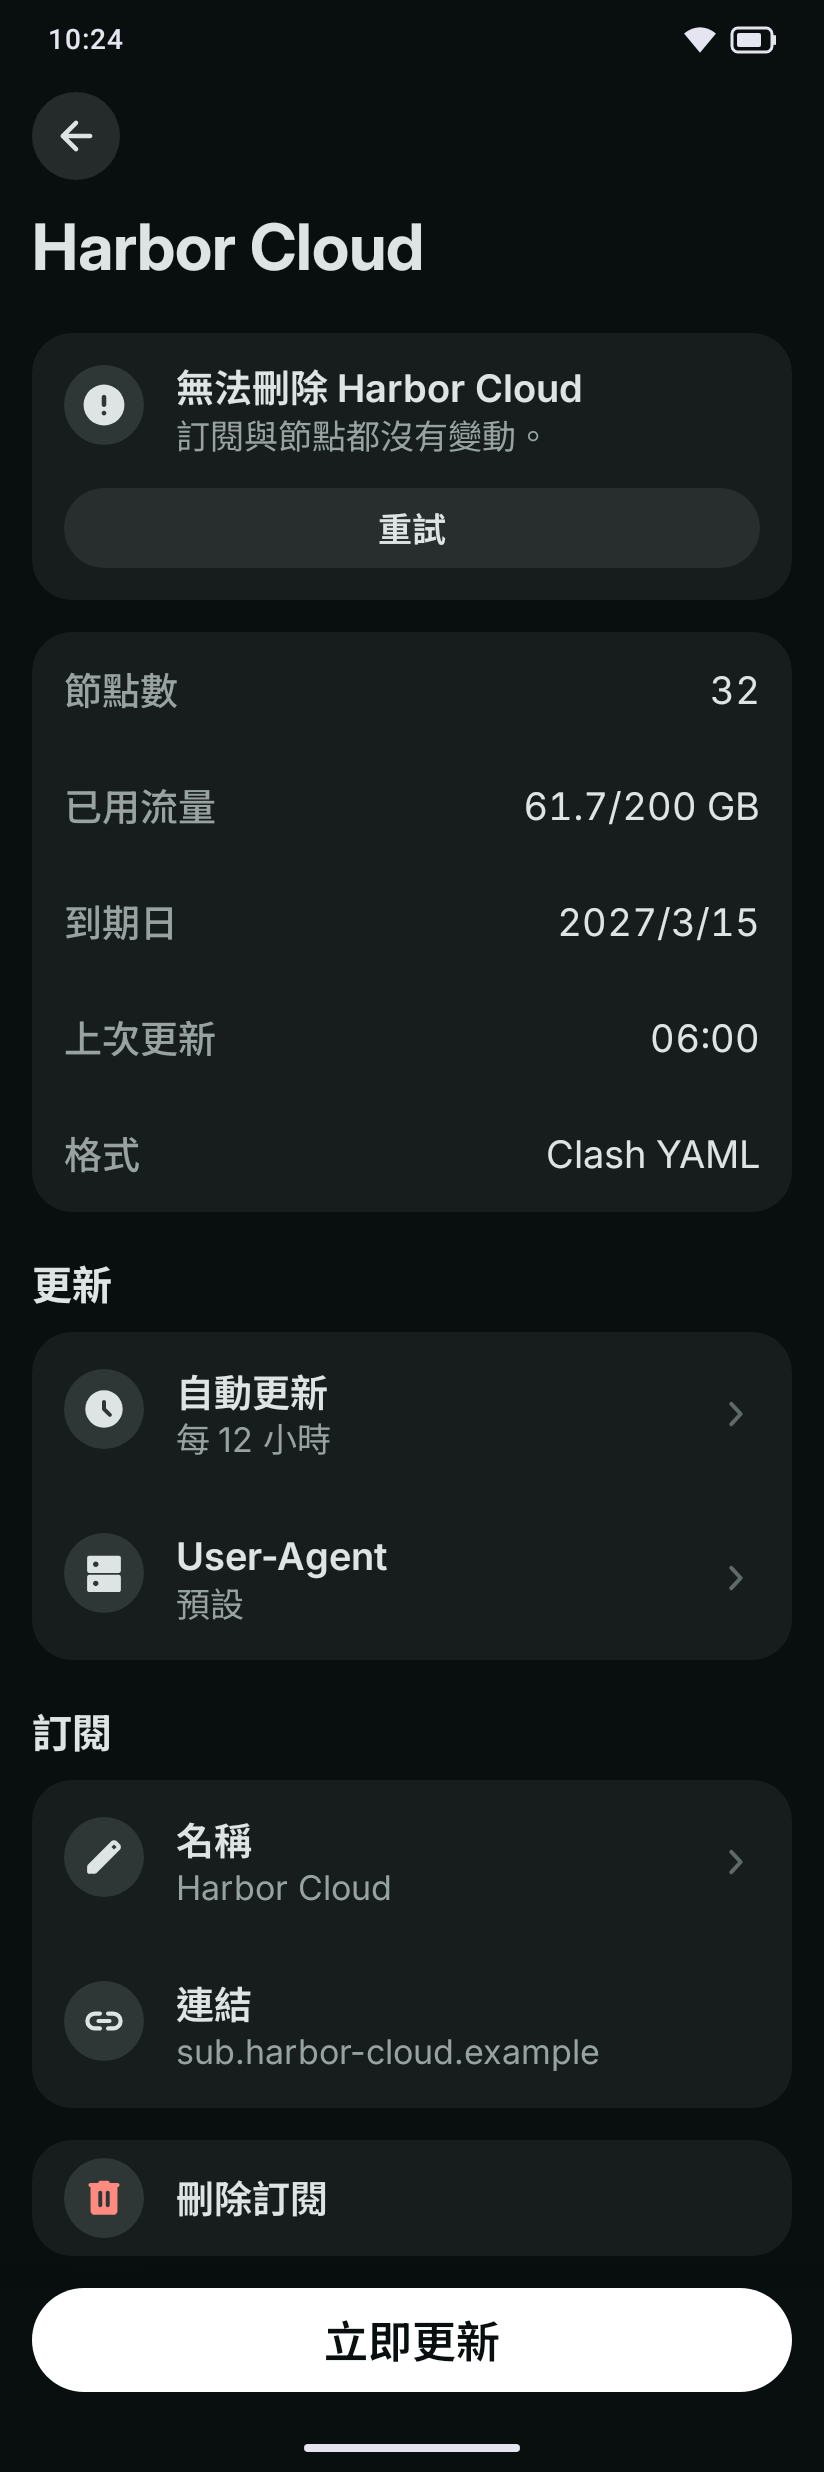 10:24
Harbor Cloud
無法刪除 Harbor Cloud
訂閱與節點都沒有變動。
重試
節點數 32
已用流量 61.7/200 GB
到期日 2027/3/15
上次更新 06:00
格式 Clash YAML
更新
自動更新
每 12 小時
User-Agent
預設
訂閱
名稱
Harbor Cloud
連結
sub.harbor-cloud.example
刪除訂閱
立即更新